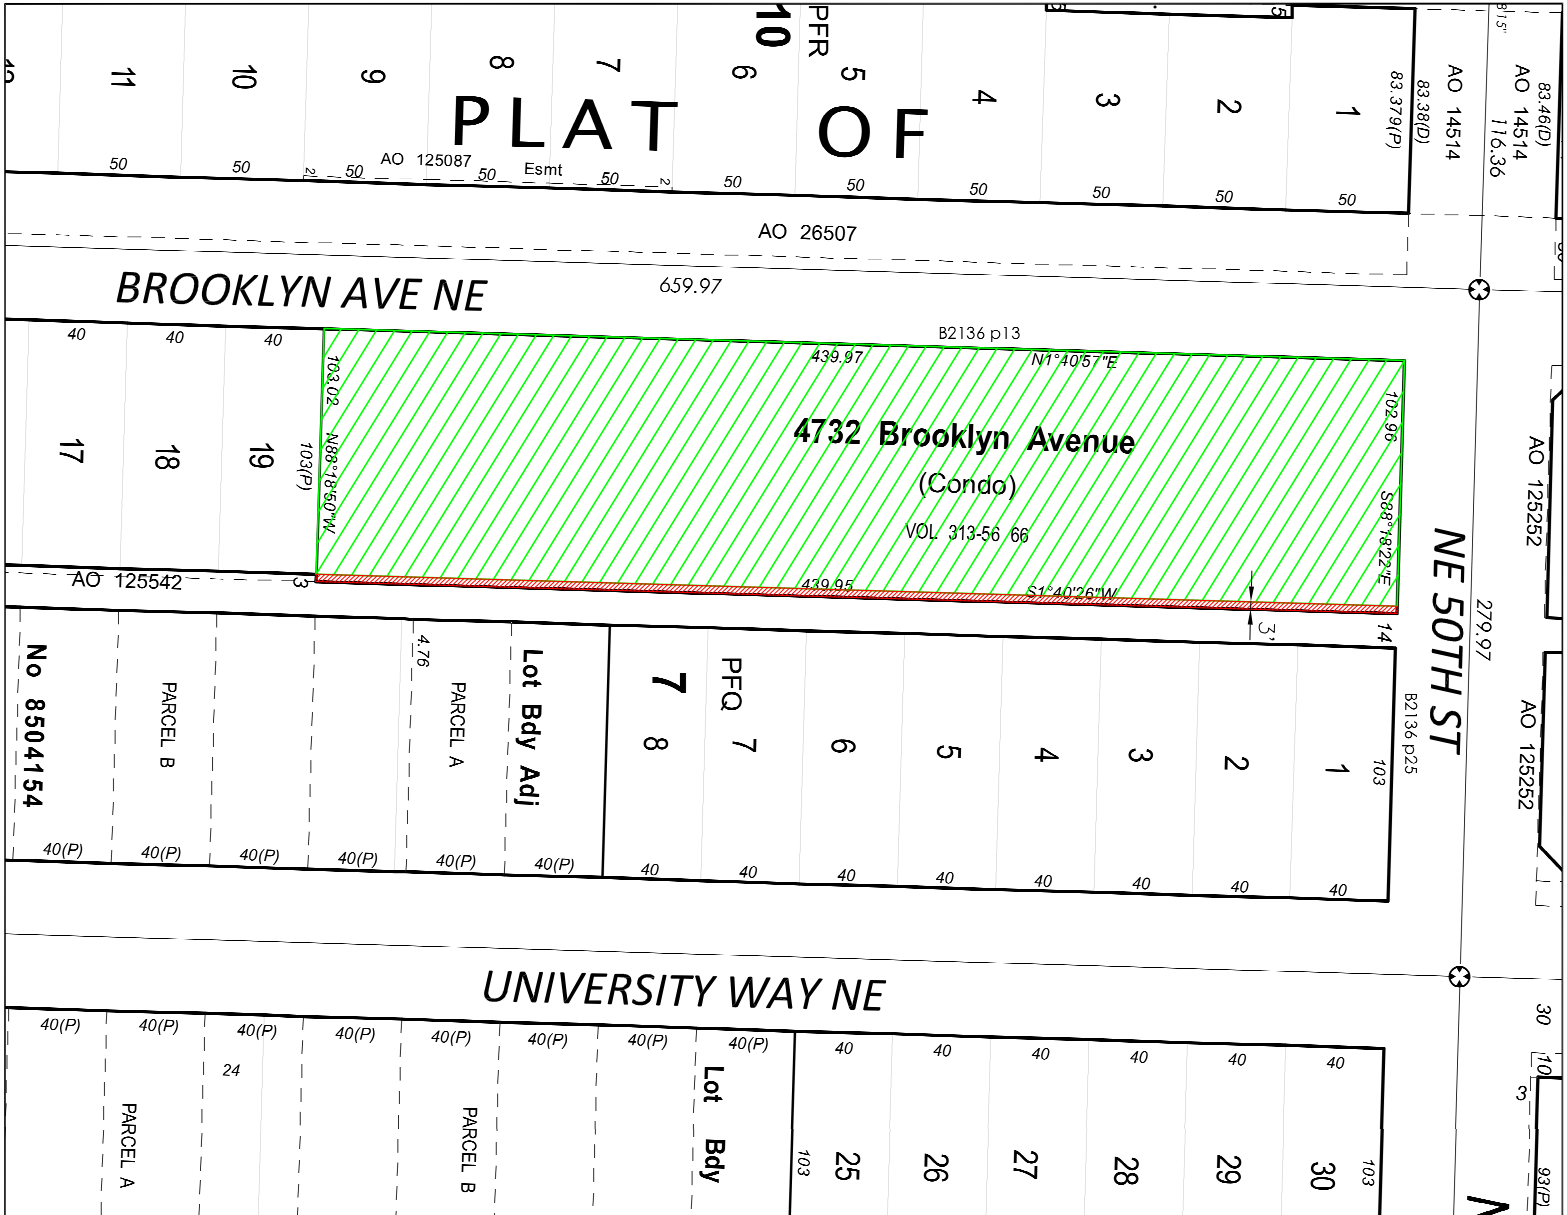 10
PFR
5
B15"
11
10
9
8
7
6
5
4
3
2
1
PLAT OF
83.379(P)
83.38(D)
AO 14514
AO 14514
116.36
83.46(D)
50
50
2
AO 125087
50
Esmt
50
2
50
50
50
50
50
50
AO 26507
BROOKLYN AVE NE
659.97
B2136 p13
40
40
40
17
18
19
103(P)
103.02
N88°18'50"W
439.97
N1°40'57"E
4732 Brooklyn Avenue
(Condo)
VOL 313-56 66
439.95
S1°40'26"W
102.96
S88°18'22"E
AO 125252
AO 125542
3
3'
14
NE 50TH ST
279.97
B2136 p25
AO 125252
No 8504154
PARCEL B
4.76
PARCEL A
Lot Bdy Adj
7
PFQ
8
7
6
5
4
3
2
1
103
40(P)
40(P)
40(P)
40(P)
40(P)
40(P)
40
40
40
40
40
40
40
40
UNIVERSITY WAY NE
40(P)
40(P)
40(P)
40(P)
40(P)
40(P)
40(P)
40(P)
40
40
40
40
40
40
30
10
3
93(P)
24
PARCEL A
PARCEL B
Lot Bdy
103
25
26
27
28
29
30
103